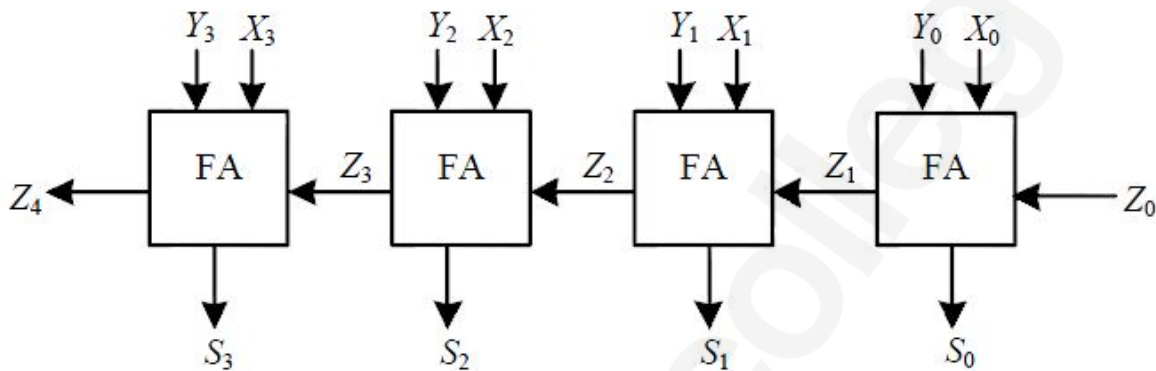 Y3 X3 Y2 X2 Y1 X1 Y0 X0
FA FA FA FA
Z4 Z3 Z2 Z1 Z0
S3 S2 S1 S0